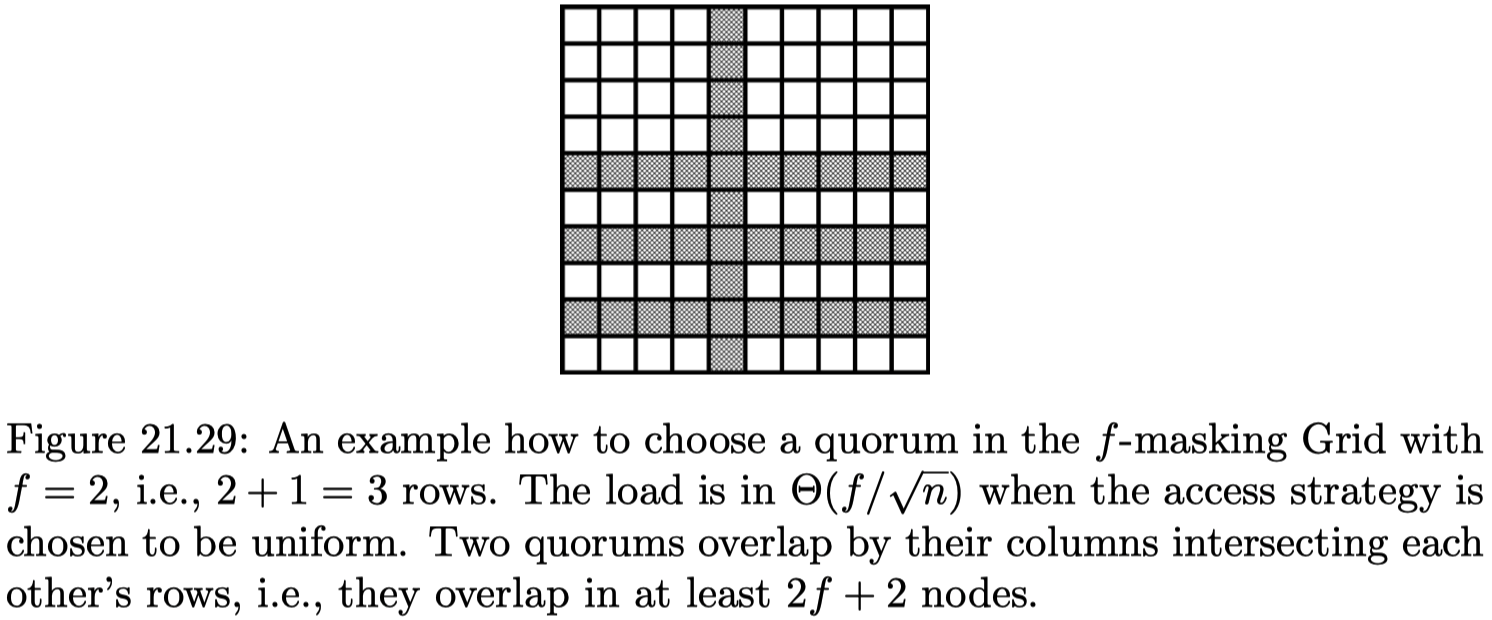 Figure 21.29: An example how to choose a quorum in the f-masking Grid with
f = 2, i.e., 2 + 1 = 3 rows. The load is in Θ(f/√n) when the access strategy is
chosen to be uniform. Two quorums overlap by their columns intersecting each
other's rows, i.e., they overlap in at least 2f + 2 nodes.